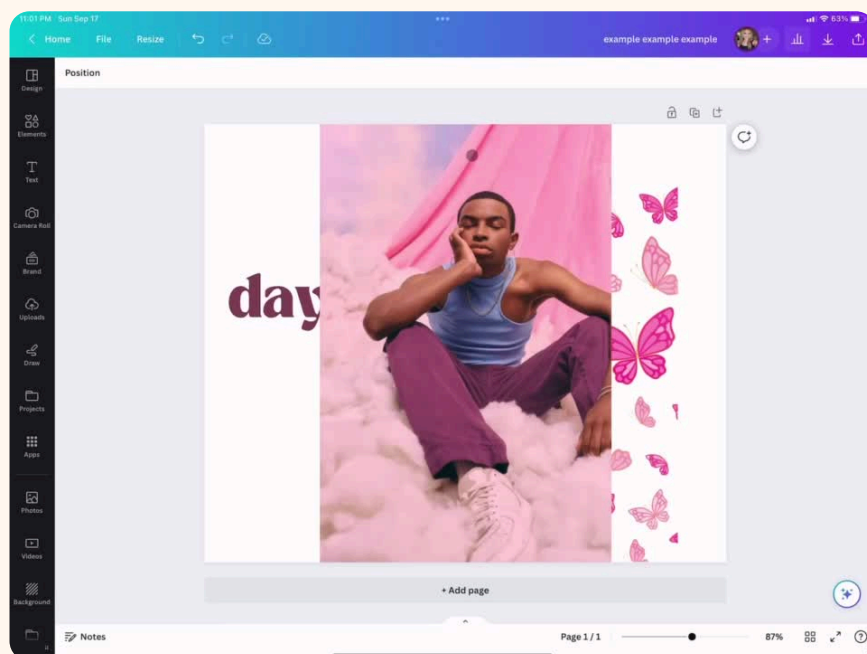 11:01 PM Sun Sep 17
63%
Home File Resize
example example example
Position
Design
Elements
Text
Camera Roll
Brand
Uploads
Draw
Projects
Apps
Photos
Videos
Background
day
+ Add page
Notes
Page 1 / 1
87%